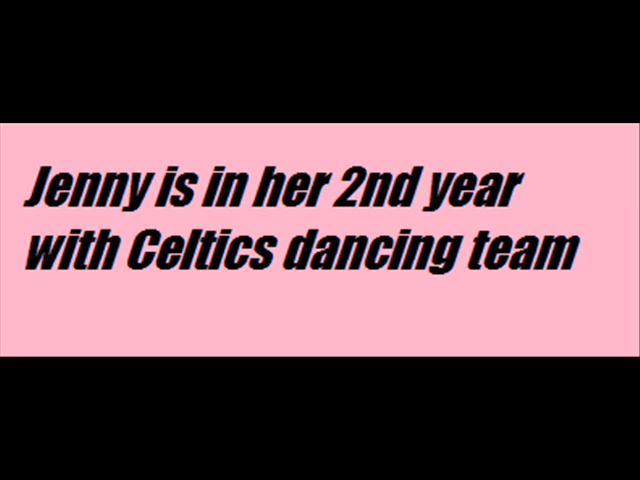 Jenny is in her 2nd year
with Celtics dancing team